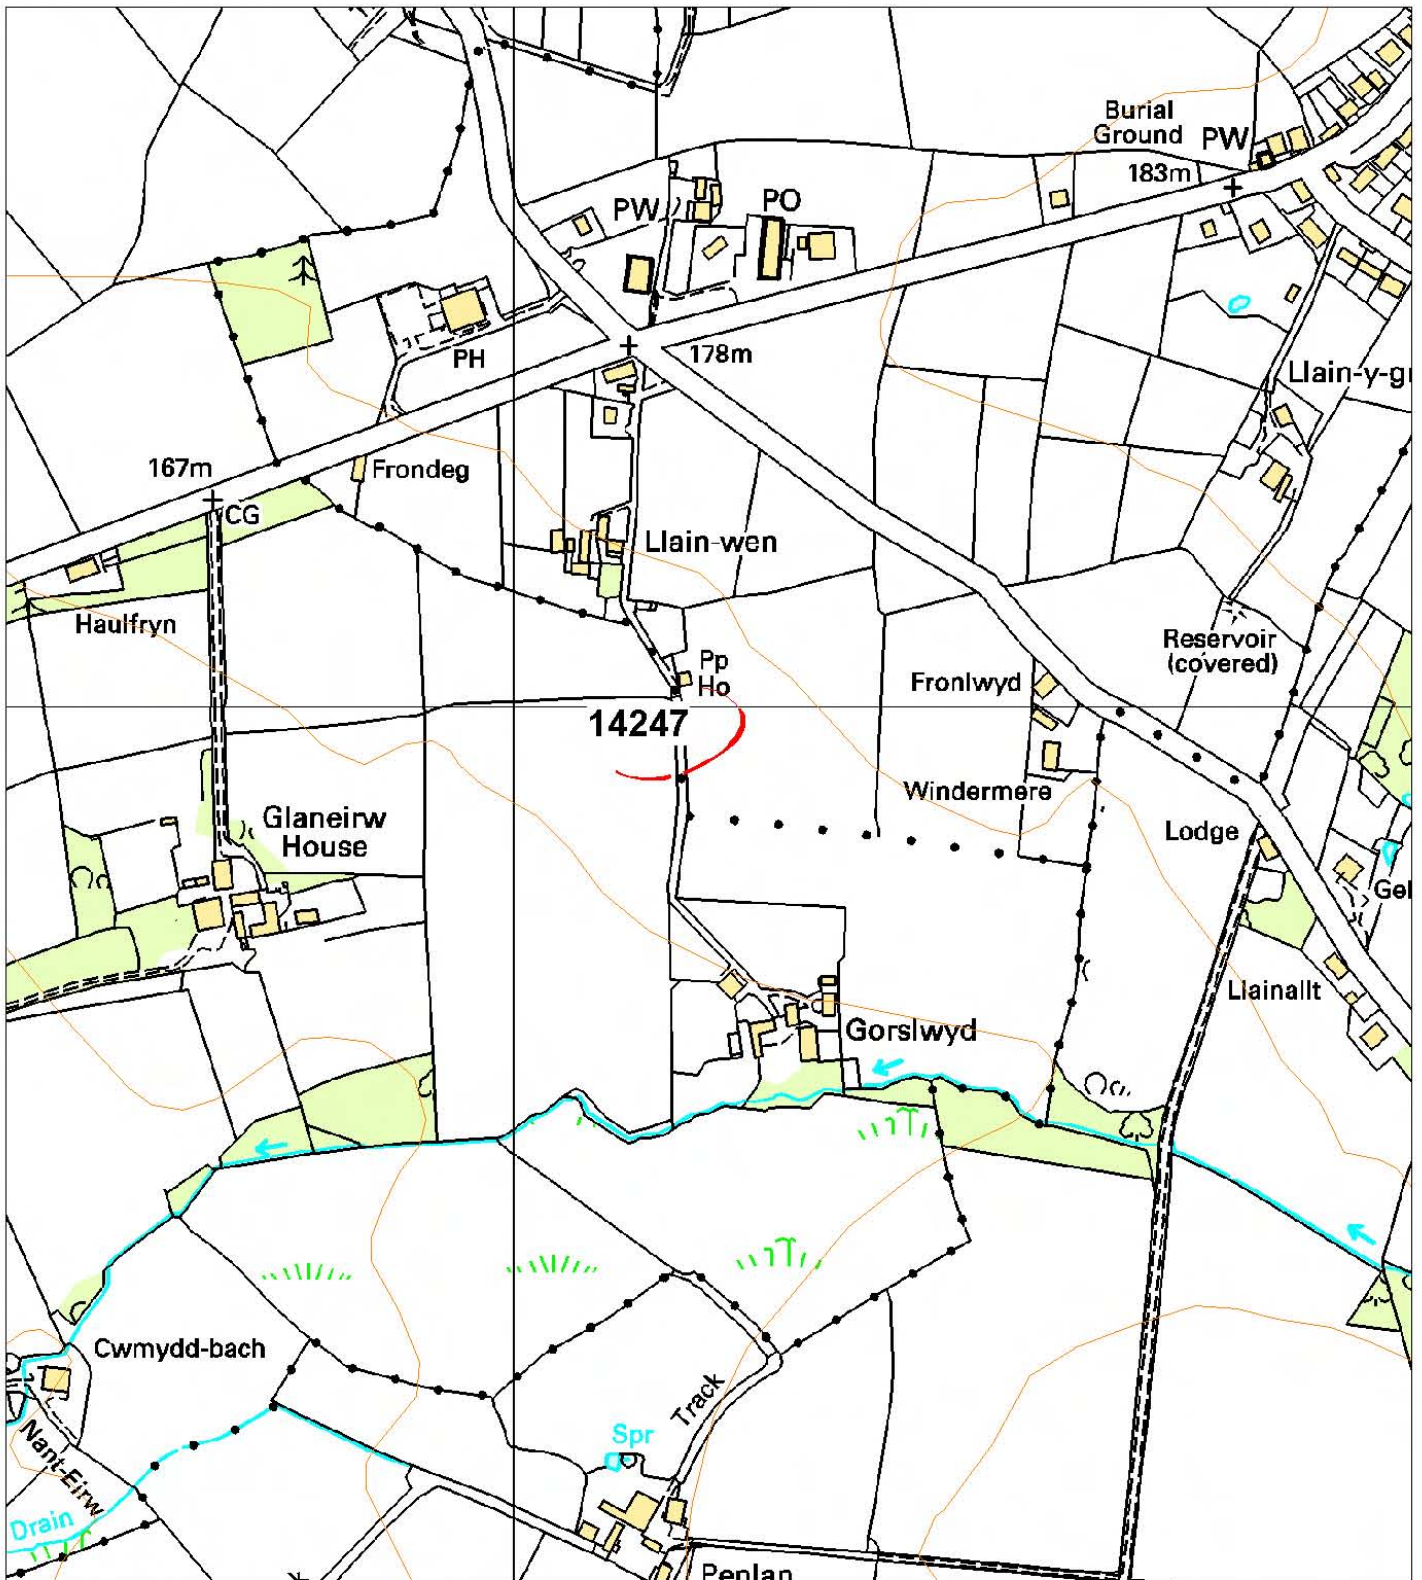 Burial
Ground
PW
183m
PW
PO
PH
178m
Llain-y-g
167m
Frondeg
CG
Llain-wen
Haulfryn
Reservoir
(covered)
Pp
Ho
Fronlwyd
14247
Windermere
Glaneirw
House
Lodge
Gel
Llainallt
Gorslwyd
Cwmydd-bach
Track
Spr
Nant-Eirw
Drain
Penlan